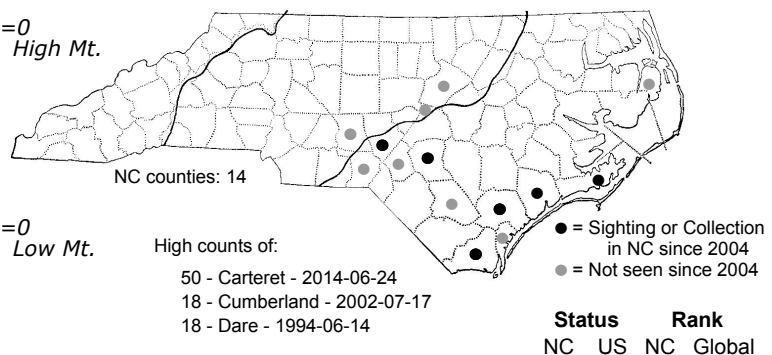 =0
High Mt.
NC counties: 14
=0
Low Mt.
High counts of:
50 - Carteret - 2014-06-24
18 - Cumberland - 2002-07-17
18 - Dare - 1994-06-14
● = Sighting or Collection
in NC since 2004
● = Not seen since 2004
Status Rank
NC US NC Global